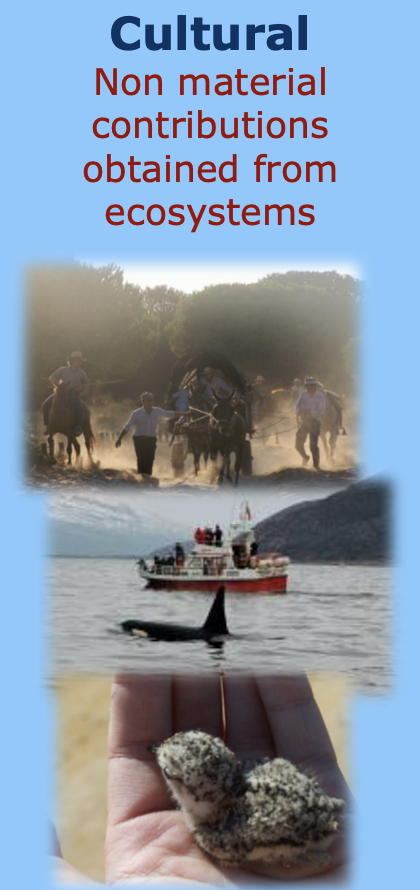 Cultural
Non material
contributions
obtained from
ecosystems